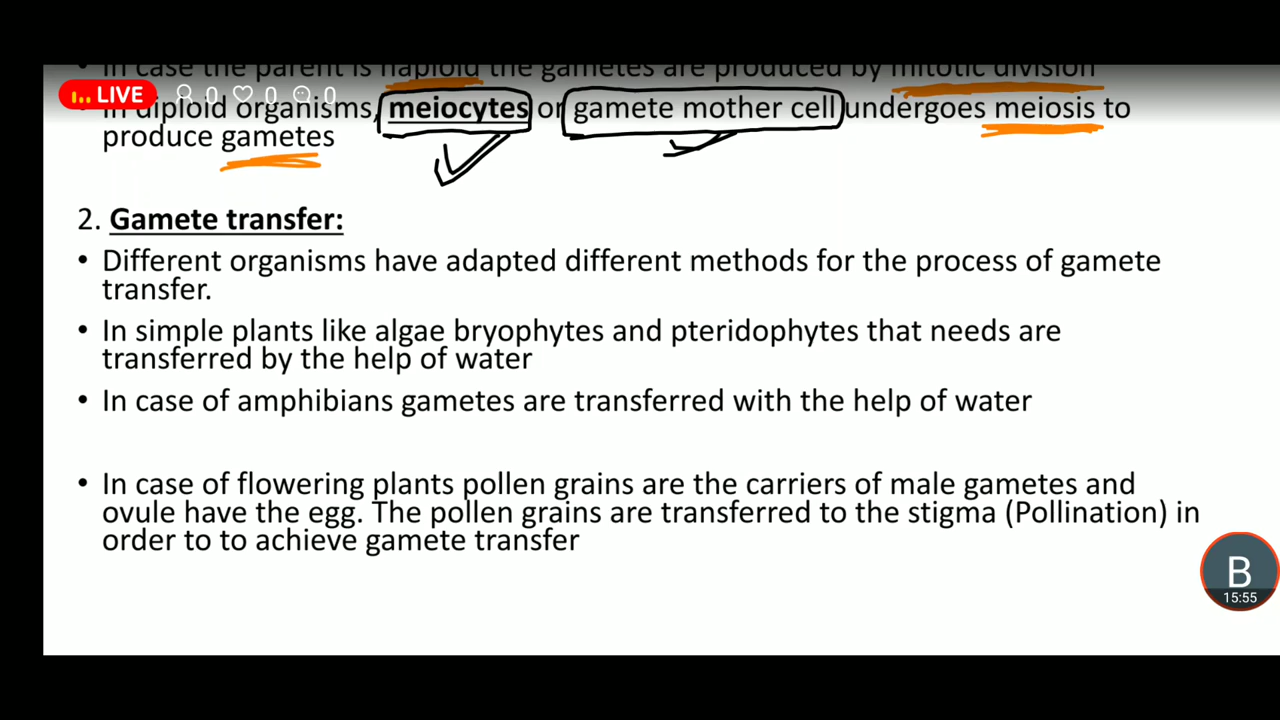 • In case the parent is haploid the gametes are produced by mitotic division
LIVE 0 0 0
In diploid organisms, meiocytes or gamete mother cell undergoes meiosis to
produce gametes
2. Gamete transfer:
• Different organisms have adapted different methods for the process of gamete
transfer.
• In simple plants like algae bryophytes and pteridophytes that needs are
transferred by the help of water
• In case of amphibians gametes are transferred with the help of water
• In case of flowering plants pollen grains are the carriers of male gametes and
ovule have the egg. The pollen grains are transferred to the stigma (Pollination) in
order to to achieve gamete transfer
B
15:55